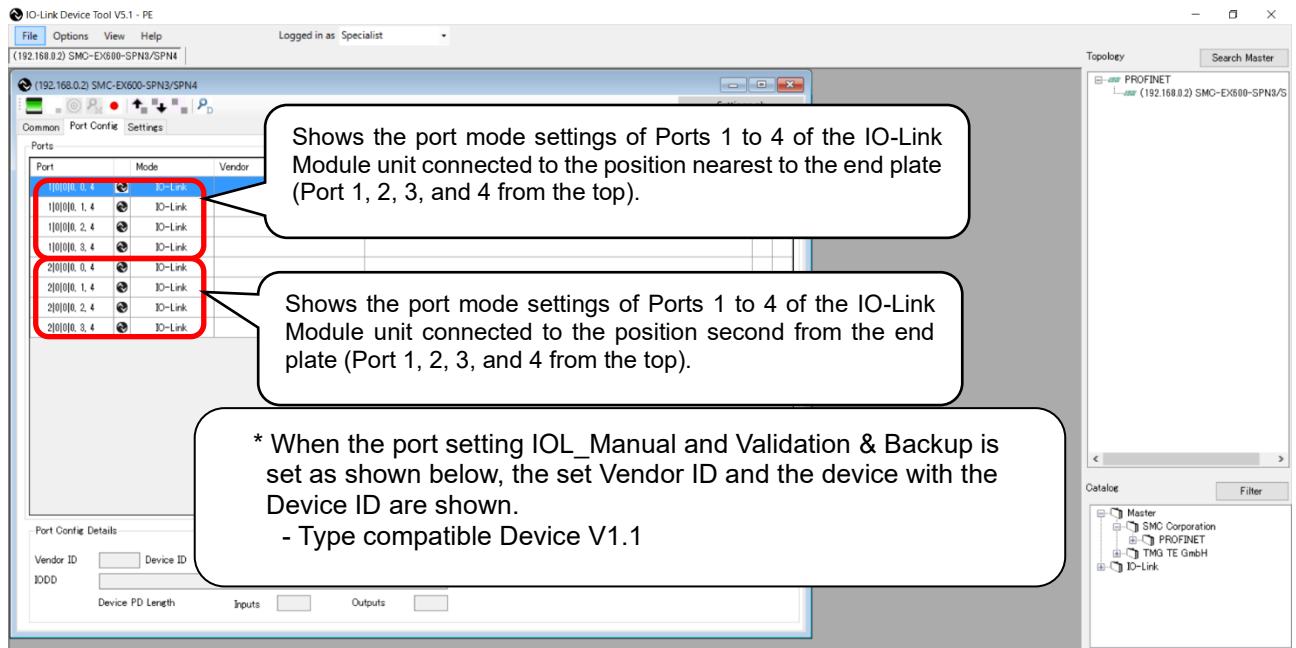 IO-Link Device Tool V5.1 - PE
File Options View Help Logged in as Specialist
(192.168.0.2) SMC-EX600-SPN3/SPN4
Topology Search Master
PROFINET
(192.168.0.2) SMC-EX600-SPN3/S
(192.168.0.2) SMC-EX600-SPN3/SPN4
Common Port Config Settings
Ports
Port Mode Vendor
1|0|0|0, 0, 4 IO-Link
1|0|0|0, 1, 4 IO-Link
1|0|0|0, 2, 4 IO-Link
1|0|0|0, 3, 4 IO-Link
2|0|0|0, 0, 4 IO-Link
2|0|0|0, 1, 4 IO-Link
2|0|0|0, 2, 4 IO-Link
2|0|0|0, 3, 4 IO-Link
Shows the port mode settings of Ports 1 to 4 of the IO-Link
Module unit connected to the position nearest to the end plate
(Port 1, 2, 3, and 4 from the top).
Shows the port mode settings of Ports 1 to 4 of the IO-Link
Module unit connected to the position second from the end
plate (Port 1, 2, 3, and 4 from the top).
* When the port setting IOL_Manual and Validation & Backup is
set as shown below, the set Vendor ID and the device with the
Device ID are shown.
- Type compatible Device V1.1
Port Config Details
Vendor ID Device ID
IODD
Device PD Length Inputs Outputs
Catalog Filter
Master
SMC Corporation
PROFINET
TMG TE GmbH
IO-Link